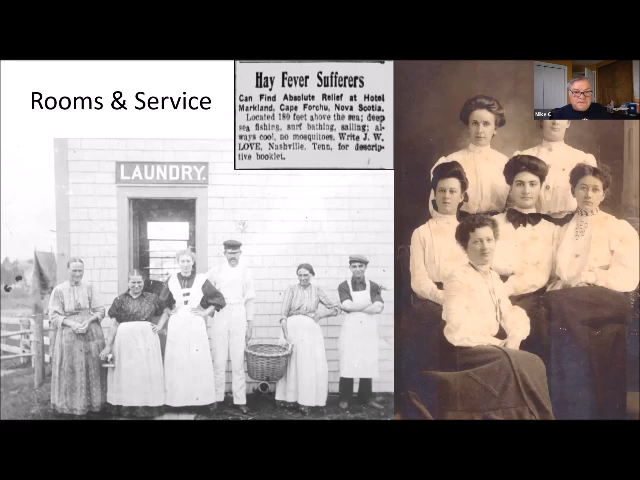 Rooms & Service
Hay Fever Sufferers
Can Find Absolute Relief at Hotel
Markland, Cape Forchu, Nova Scotia.
Located 180 feet above the sea; deep
sea fishing, surf bathing, sailing; al-
ways cool, no mosquitoes. Write J. W.
LOVE, Nashville, Tenn, for descrip-
tive booklet.
LAUNDRY.
Mike C